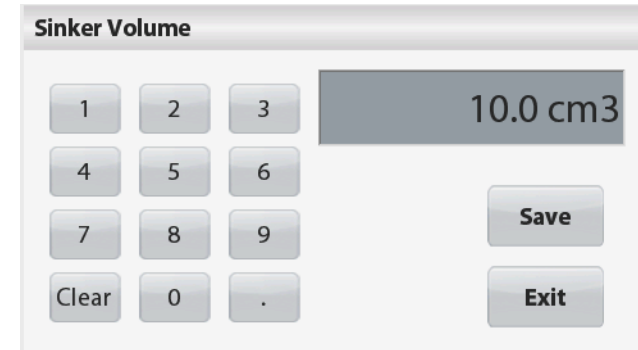 Sinker Volume
10.0 cm3
1 2 3
4 5 6
7 8 9
Clear 0 .
Save
Exit